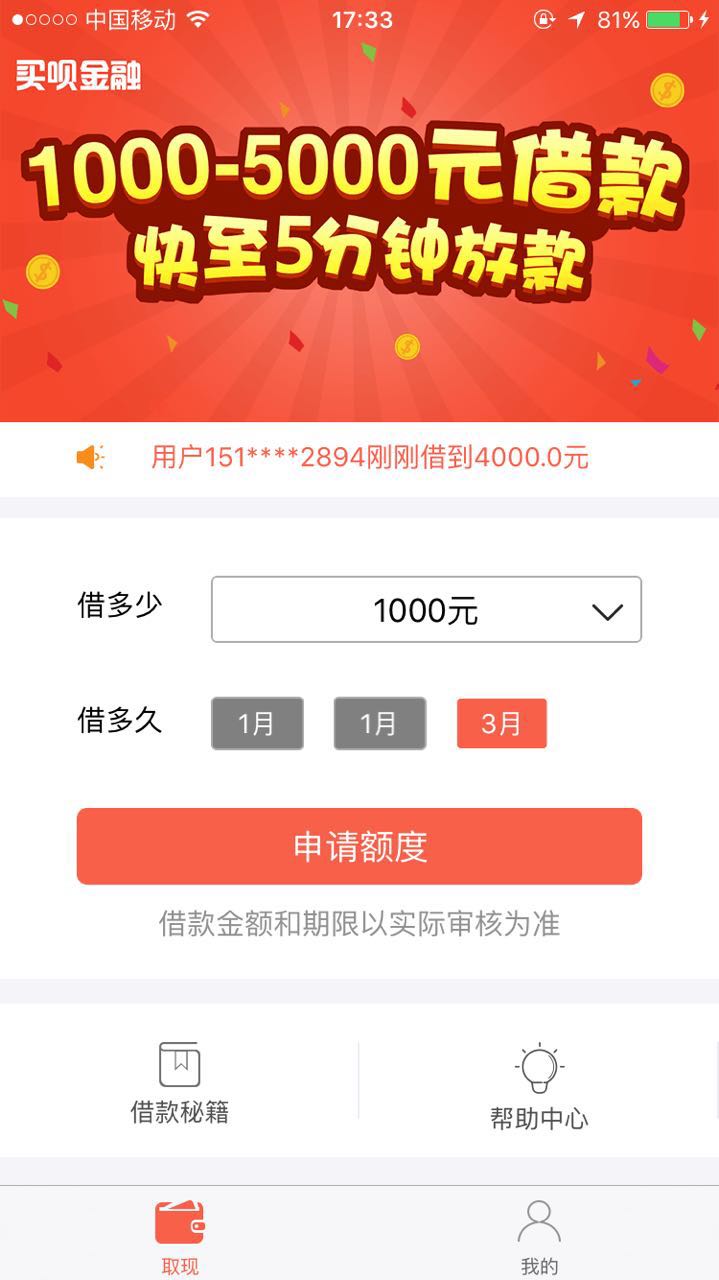 中国移动 17:33 81%
买呗金融
1000-5000元借款
快至5分钟放款
用户151****2894刚刚借到4000.0元
借多少 1000元
借多久 1月 1月 3月
申请额度
借款金额和期限以实际审核为准
借款秘籍 帮助中心
取现 我的